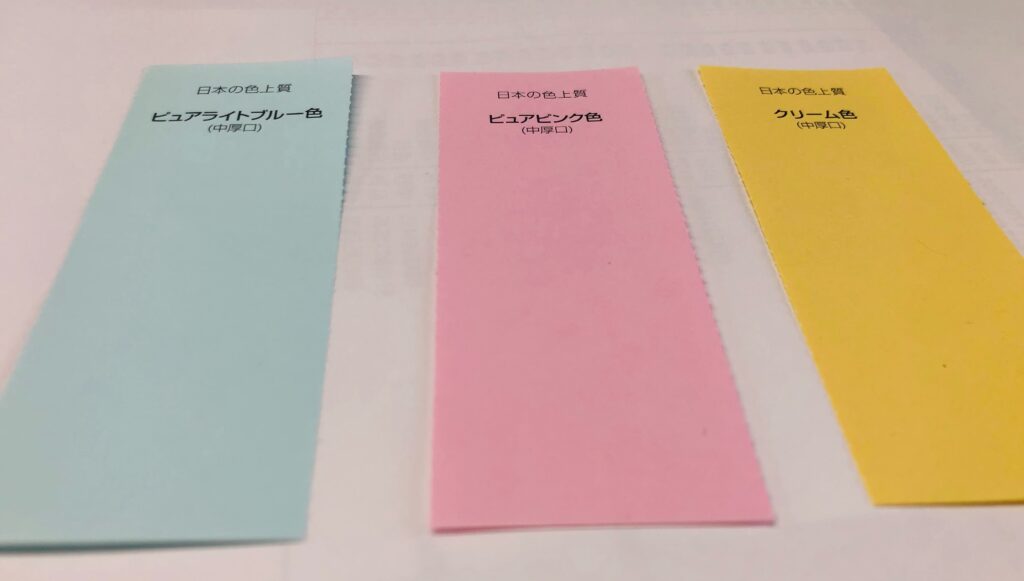 日本の色上質
ピュアライトブルー色
(中厚口)
日本の色上質
ピュアピンク色
(中厚口)
日本の色上質
クリーム色
(中厚口)